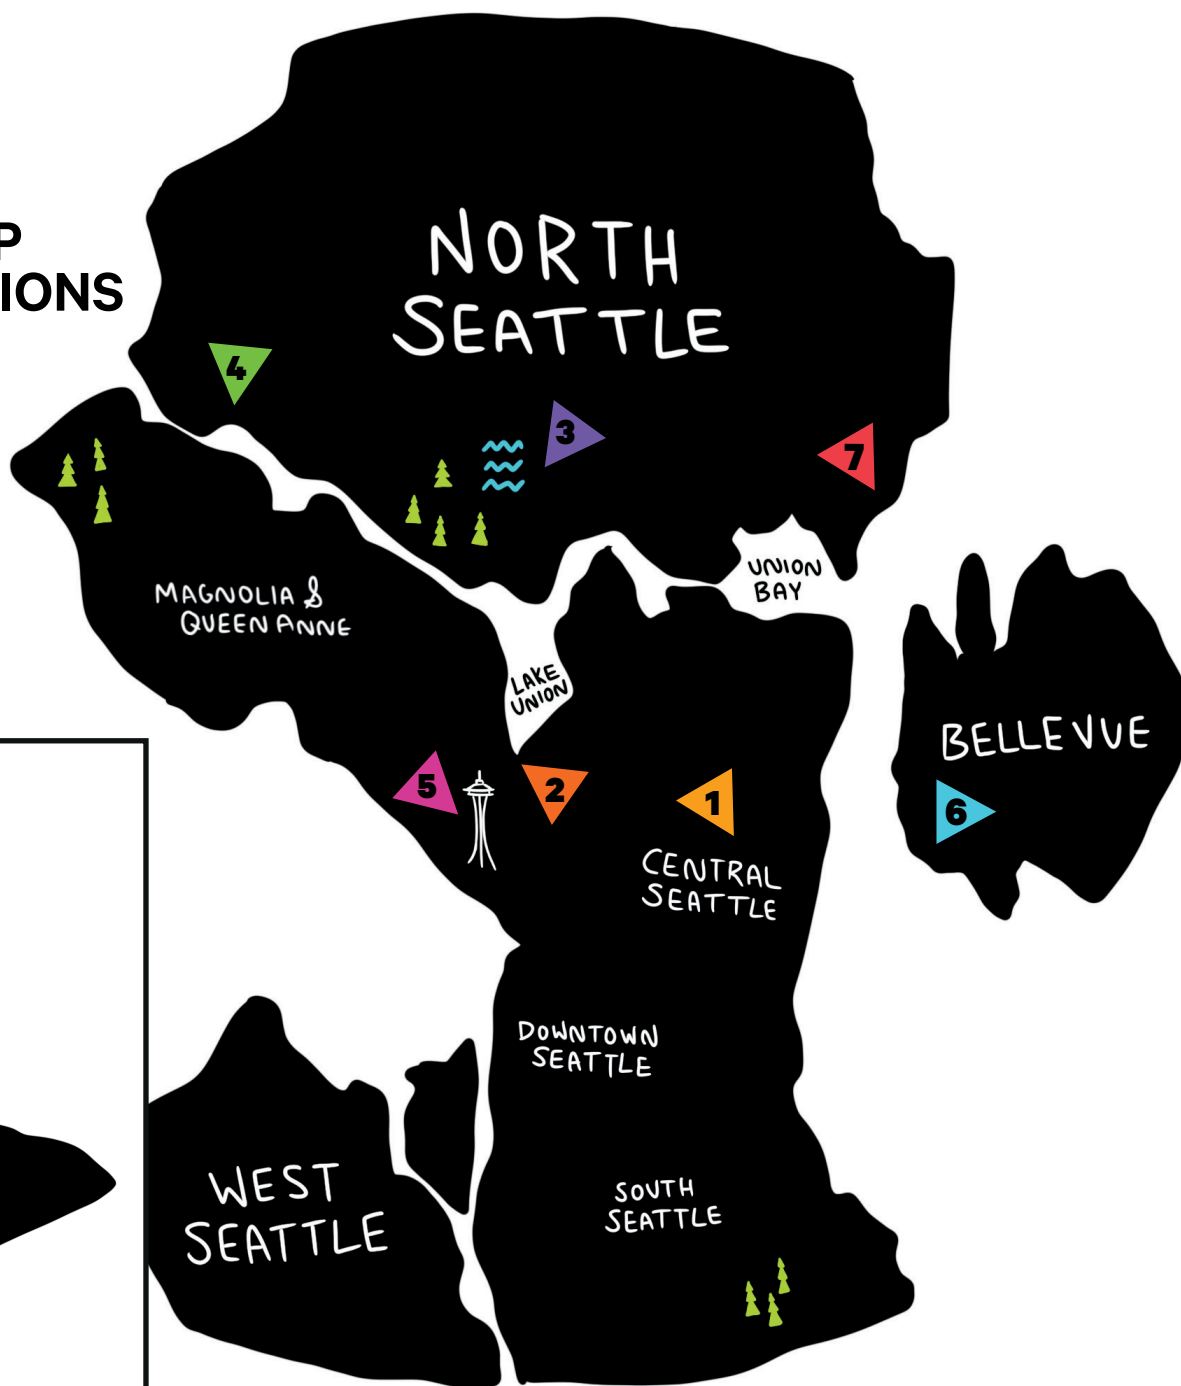 P
IONS
NORTH
SEATTLE
4
3
7
MAGNOLIA &
QUEEN ANNE
UNION
BAY
LAKE
UNION
BELLEVUE
5
2
1
6
CENTRAL
SEATTLE
DOWNTOWN
SEATTLE
WEST
SEATTLE
SOUTH
SEATTLE